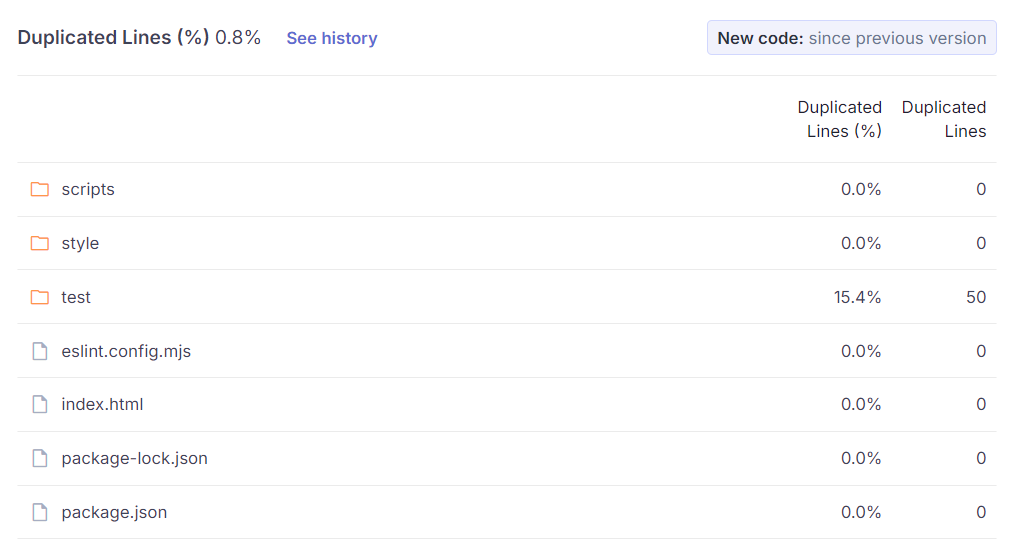 Duplicated Lines (%) 0.8% See history New code: since previous version
Duplicated Lines (%) Duplicated Lines
scripts 0.0% 0
style 0.0% 0
test 15.4% 50
eslint.config.mjs 0.0% 0
index.html 0.0% 0
package-lock.json 0.0% 0
package.json 0.0% 0